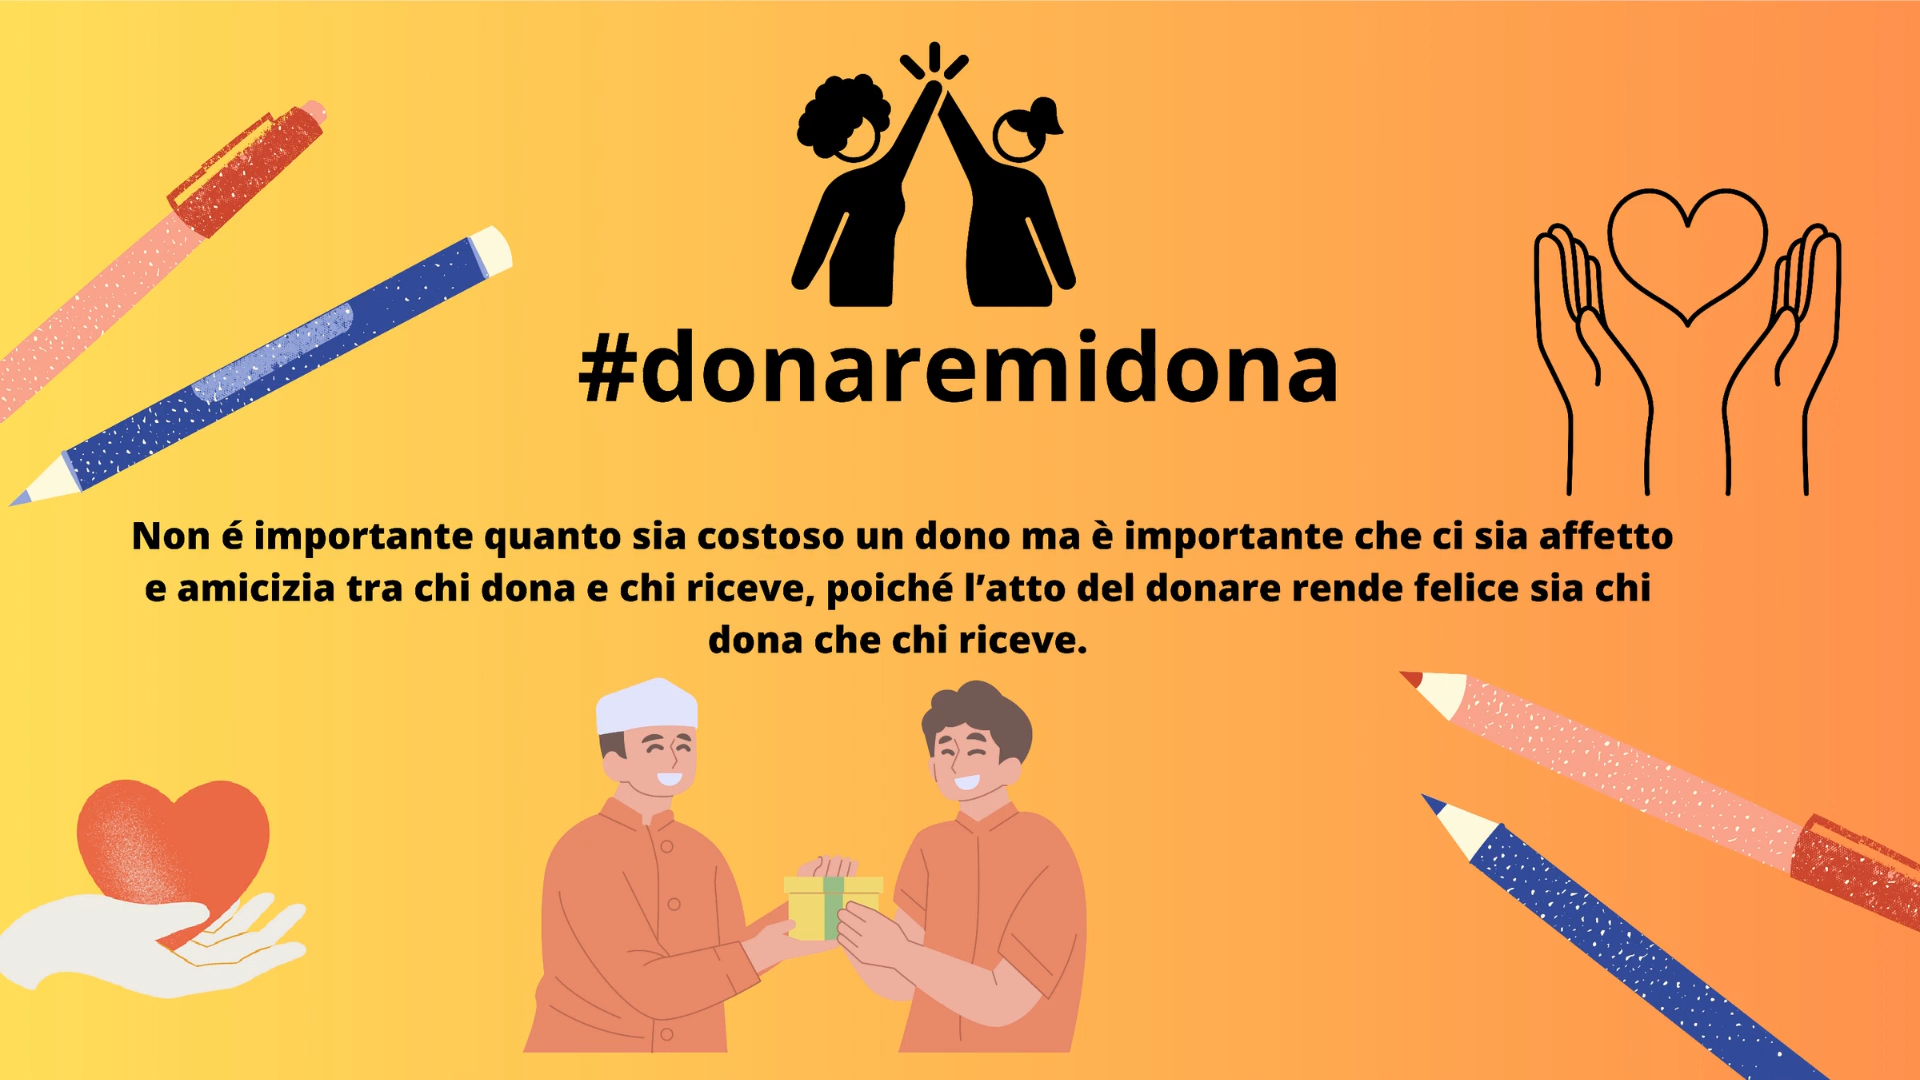 #donaremidona
Non é importante quanto sia costoso un dono ma è importante che ci sia affetto
e amicizia tra chi dona e chi riceve, poiché l’atto del donare rende felice sia chi
dona che chi riceve.